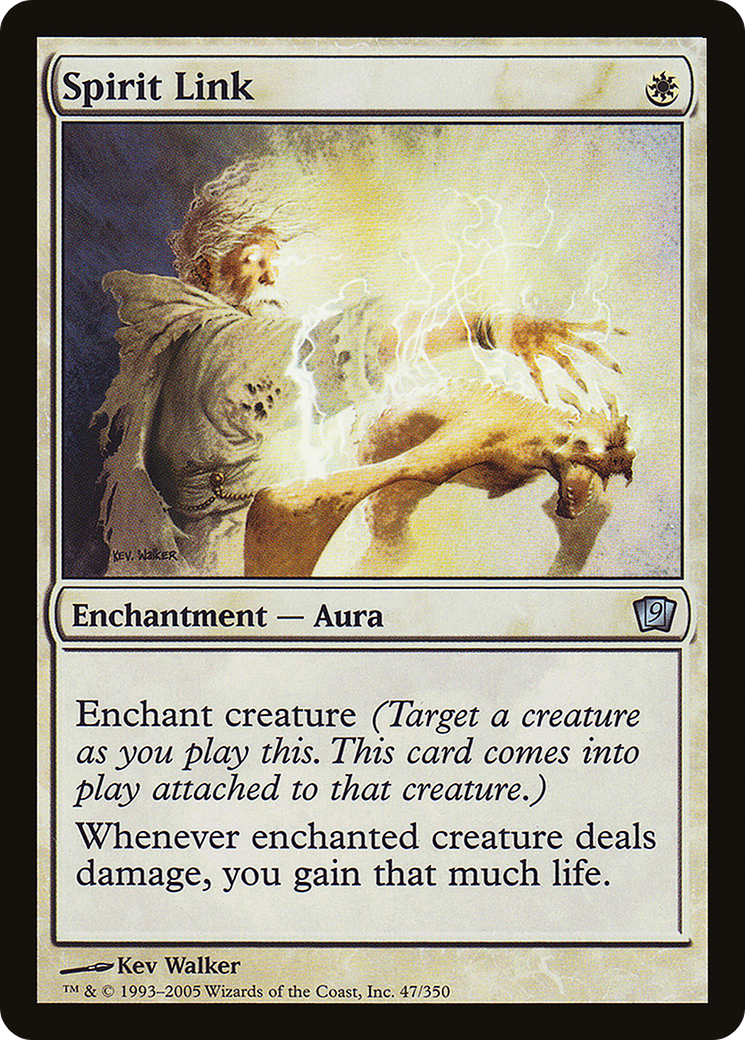 Spirit Link
KEV. WALKER
Enchantment — Aura
9
Enchant creature (Target a creature
as you play this. This card comes into
play attached to that creature.)
Whenever enchanted creature deals
damage, you gain that much life.
Kev Walker
™ & © 1993–2005 Wizards of the Coast, Inc. 47/350